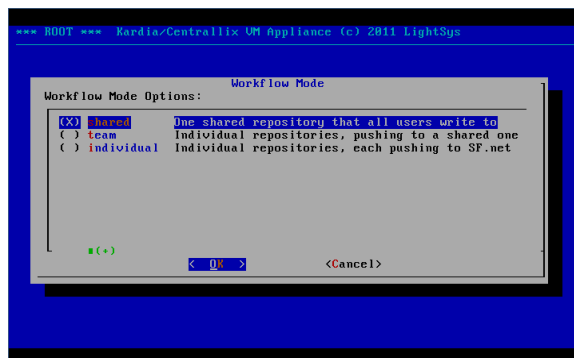 *** ROOT *** Kardia/Centrallix VM Appliance (c) 2011 LightSys
Workflow Mode
Workflow Mode Options:
(X) shared One shared repository that all users write to
( ) team Individual repositories, pushing to a shared one
( ) individual Individual repositories, each pushing to SF.net
(+)
< OK > <Cancel>